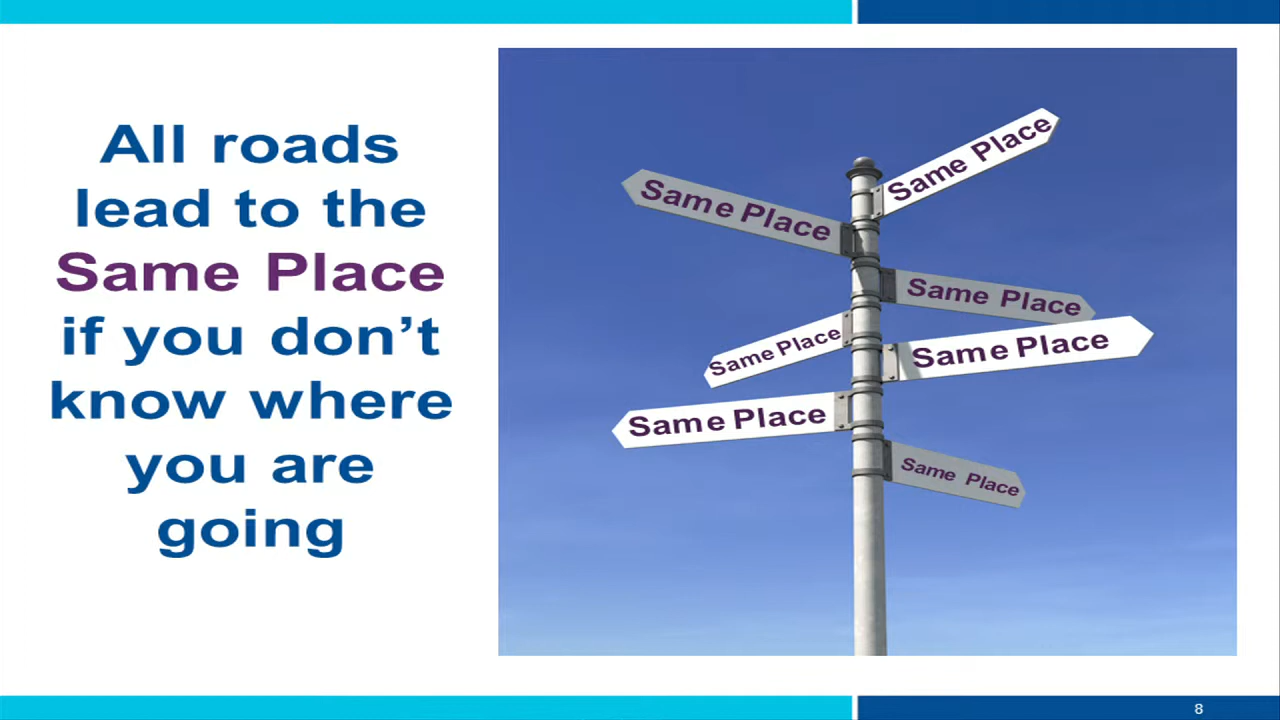 All roads
lead to the
Same Place
if you don’t
know where
you are
going
Same Place
Same Place
Same Place
Same Place
Same Place
Same Place
Same Place
8